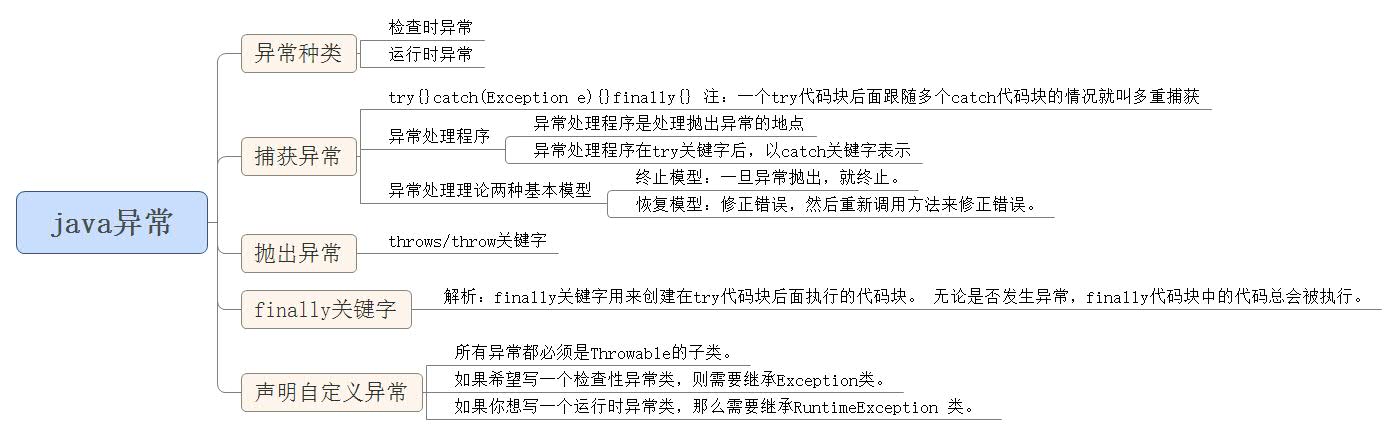 java异常
异常种类
检查时异常
运行时异常
捕获异常
try{}catch(Exception e){}finally{} 注：一个try代码块后面跟随多个catch代码块的情况就叫多重捕获
异常处理程序
异常处理程序是处理抛出异常的地点
异常处理程序在try关键字后，以catch关键字表示
异常处理理论两种基本模型
终止模型：一旦异常抛出，就终止。
恢复模型：修正错误，然后重新调用方法来修正错误。
抛出异常
throws/throw关键字
finally关键字
解析：finally关键字用来创建在try代码块后面执行的代码块。 无论是否发生异常，finally代码块中的代码总会被执行。
声明自定义异常
所有异常都必须是Throwable的子类。
如果希望写一个检查性异常类，则需要继承Exception类。
如果你想写一个运行时异常类，那么需要继承RuntimeException 类。